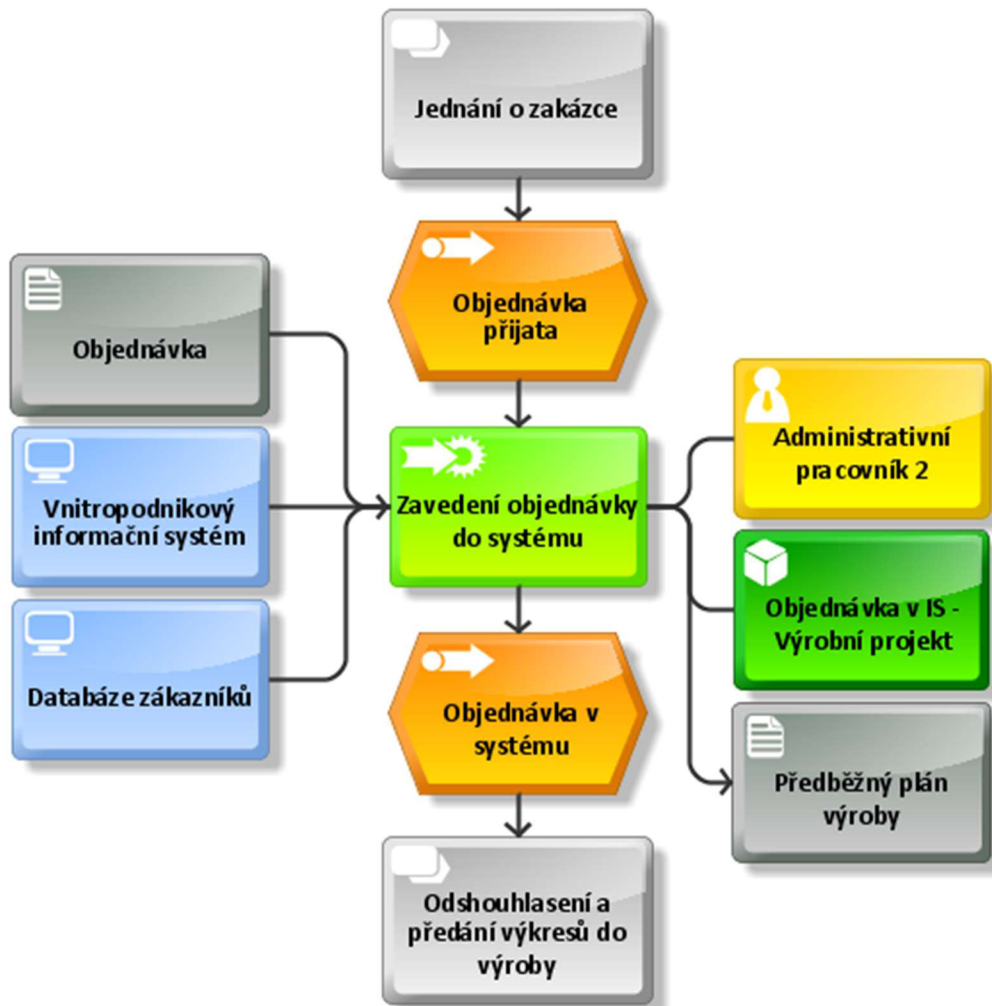 Jednání o zakázce
Objednávka
přijata
Objednávka
Vnitropodnikový
informační systém
Databáze zákazníků
Zavedení objednávky
do systému
Administrativní
pracovník 2
Objednávka v IS -
Výrobní projekt
Předběžný plán
výroby
Objednávka v
systému
Odshouhlasení a
předání výkresů do
výroby